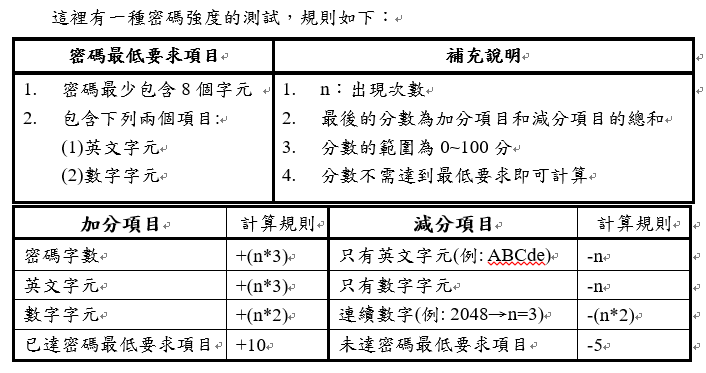 這裡有一種密碼強度的測試，規則如下：
密碼最低要求項目 補充說明
1. 密碼最少包含 8 個字元
2. 包含下列兩個項目:
(1)英文字元
(2)數字字元
1. n：出現次數
2. 最後的分數為加分項目和減分項目的總和
3. 分數的範圍為 0~100 分
4. 分數不需達到最低要求即可計算
加分項目 計算規則 減分項目 計算規則
密碼字數 +(n*3) 只有英文字元(例: ABCde) -n
英文字元 +(n*3) 只有數字字元 -n
數字字元 +(n*2) 連續數字(例: 2048→n=3) -(n*2)
已達密碼最低要求項目 +10 未達密碼最低要求項目 -5